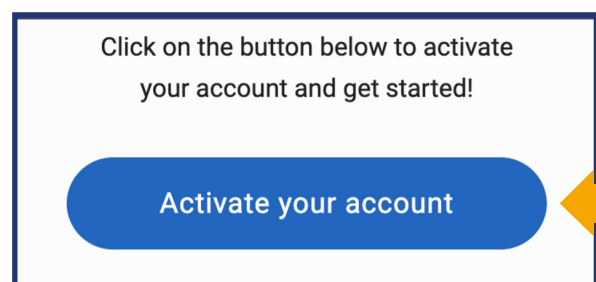 Click on the button below to activate
your account and get started!
Activate your account